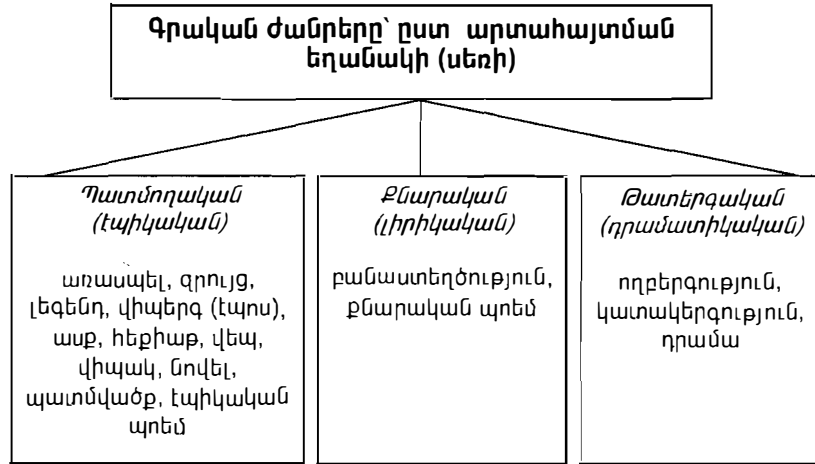 Գրական ժանրերը՝ ըստ արտահայտման
եղանակի (սեռի)
Պատմողական
(էպիկական)
առասպել, զրույց,
լեգենդ, վիպերգ (էպոս),
ասք, հեքիաթ, վեպ,
վիպակ, նովել,
պատմվածք, էպիկական
պոեմ
Քնարական
(լիրիկական)
բանաստեղծություն,
քնարական պոեմ
Թատերգական
(դրամատիկական)
ողբերգություն,
կատակերգություն,
դրամա